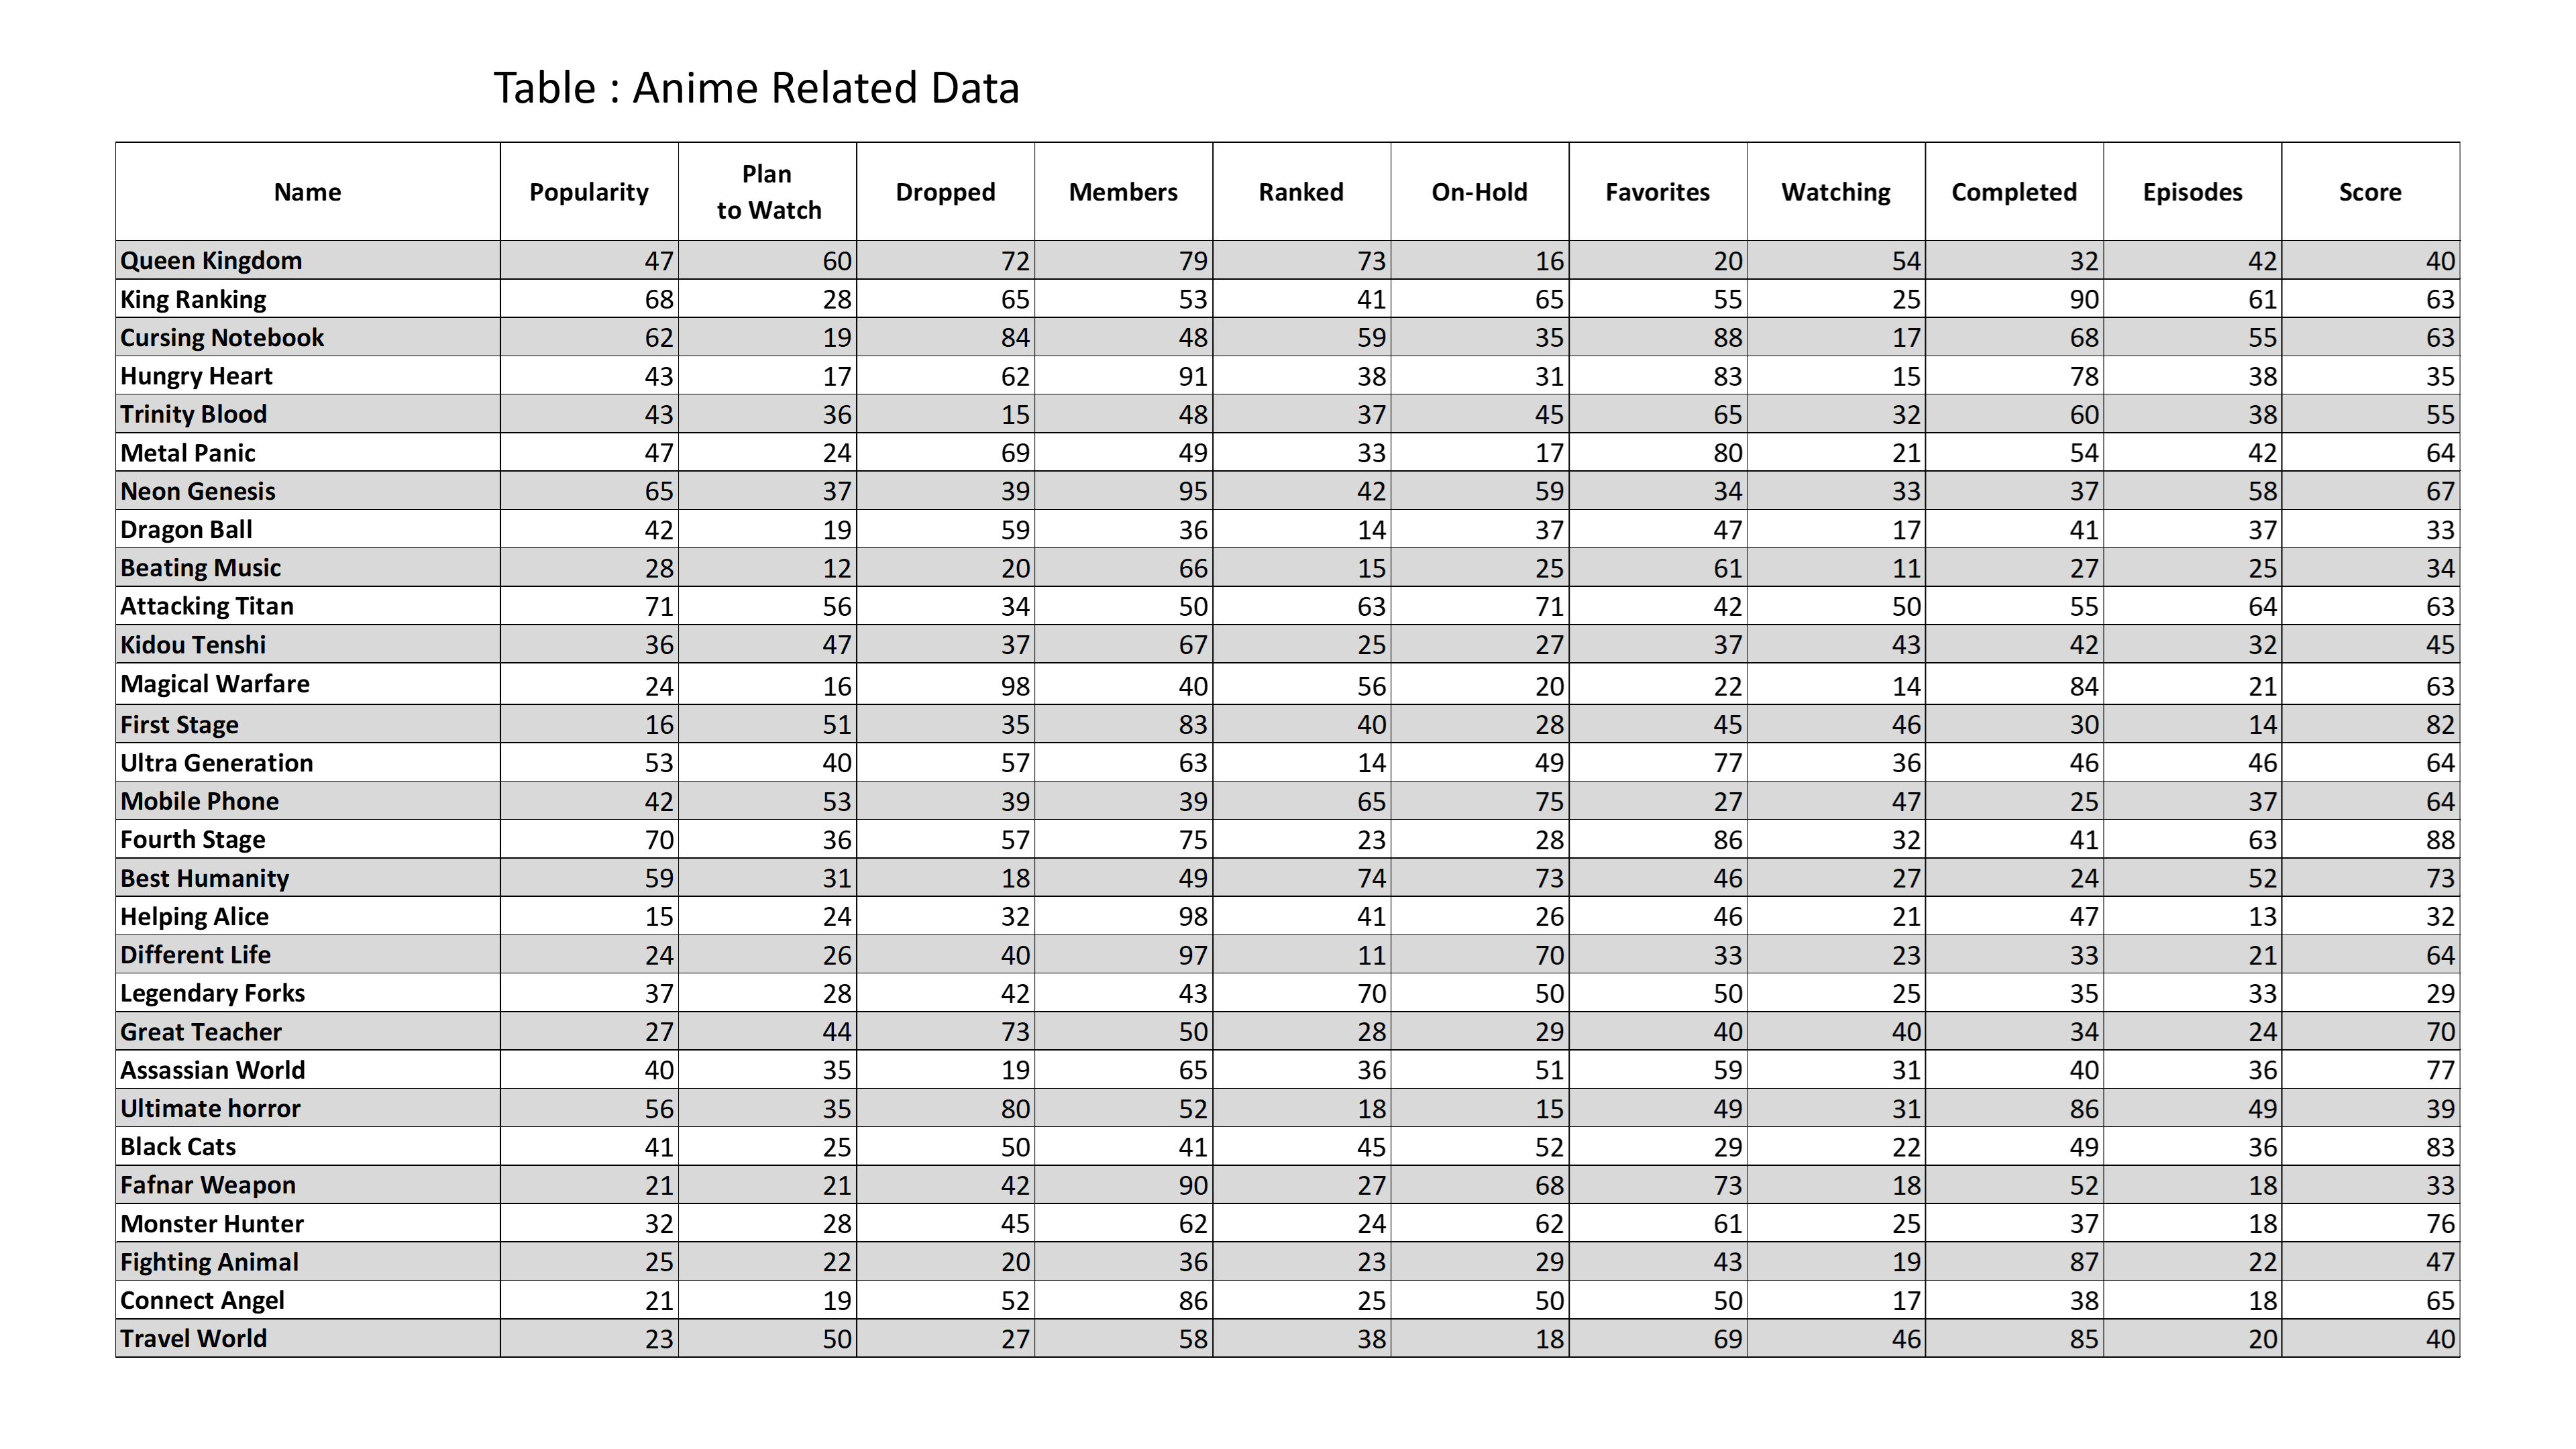 Table : Anime Related Data
Name Popularity Plan to Watch Dropped Members Ranked On-Hold Favorites Watching Completed Episodes Score
Queen Kingdom 47 60 72 79 73 16 20 54 32 42 40
King Ranking 68 28 65 53 41 65 55 25 90 61 63
Cursing Notebook 62 19 84 48 59 35 88 17 68 55 63
Hungry Heart 43 17 62 91 38 31 83 15 78 38 35
Trinity Blood 43 36 15 48 37 45 65 32 60 38 55
Metal Panic 47 24 69 49 33 17 80 21 54 42 64
Neon Genesis 65 37 39 95 42 59 34 33 37 58 67
Dragon Ball 42 19 59 36 14 37 47 17 41 37 33
Beating Music 28 12 20 66 15 25 61 11 27 25 34
Attacking Titan 71 56 34 50 63 71 42 50 55 64 63
Kidou Tenshi 36 47 37 67 25 27 37 43 42 32 45
Magical Warfare 24 16 98 40 56 20 22 14 84 21 63
First Stage 16 51 35 83 40 28 45 46 30 14 82
Ultra Generation 53 40 57 63 14 49 77 36 46 46 64
Mobile Phone 42 53 39 39 65 75 27 47 25 37 64
Fourth Stage 70 36 57 75 23 28 86 32 41 63 88
Best Humanity 59 31 18 49 74 73 46 27 24 52 73
Helping Alice 15 24 32 98 41 26 46 21 47 13 32
Different Life 24 26 40 97 11 70 33 23 33 21 64
Legendary Forks 37 28 42 43 70 50 50 25 35 33 29
Great Teacher 27 44 73 50 28 29 40 40 34 24 70
Assassian World 40 35 19 65 36 51 59 31 40 36 77
Ultimate horror 56 35 80 52 18 15 49 31 86 49 39
Black Cats 41 25 50 41 45 52 29 22 49 36 83
Fafnar Weapon 21 21 42 90 27 68 73 18 52 18 33
Monster Hunter 32 28 45 62 24 62 61 25 37 18 76
Fighting Animal 25 22 20 36 23 29 43 19 87 22 47
Connect Angel 21 19 52 86 25 50 50 17 38 18 65
Travel World 23 50 27 58 38 18 69 46 85 20 40